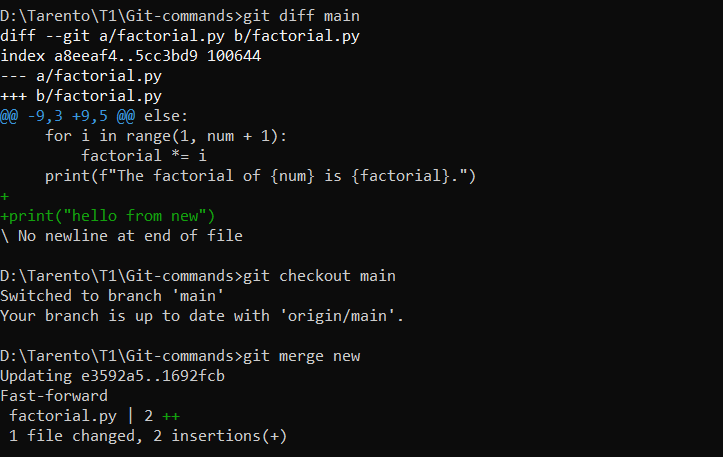 D:\Tarento\T1\Git-commands>git diff main
diff --git a/factorial.py b/factorial.py
index a8eeaf4..5cc3bd9 100644
--- a/factorial.py
+++ b/factorial.py
@@ -9,3 +9,5 @@ else:
     for i in range(1, num + 1):
         factorial *= i
     print(f"The factorial of {num} is {factorial}.")
+
+print("hello from new")
\ No newline at end of file
D:\Tarento\T1\Git-commands>git checkout main
Switched to branch 'main'
Your branch is up to date with 'origin/main'.
D:\Tarento\T1\Git-commands>git merge new
Updating e3592a5..1692fcb
Fast-forward
 factorial.py | 2 ++
 1 file changed, 2 insertions(+)